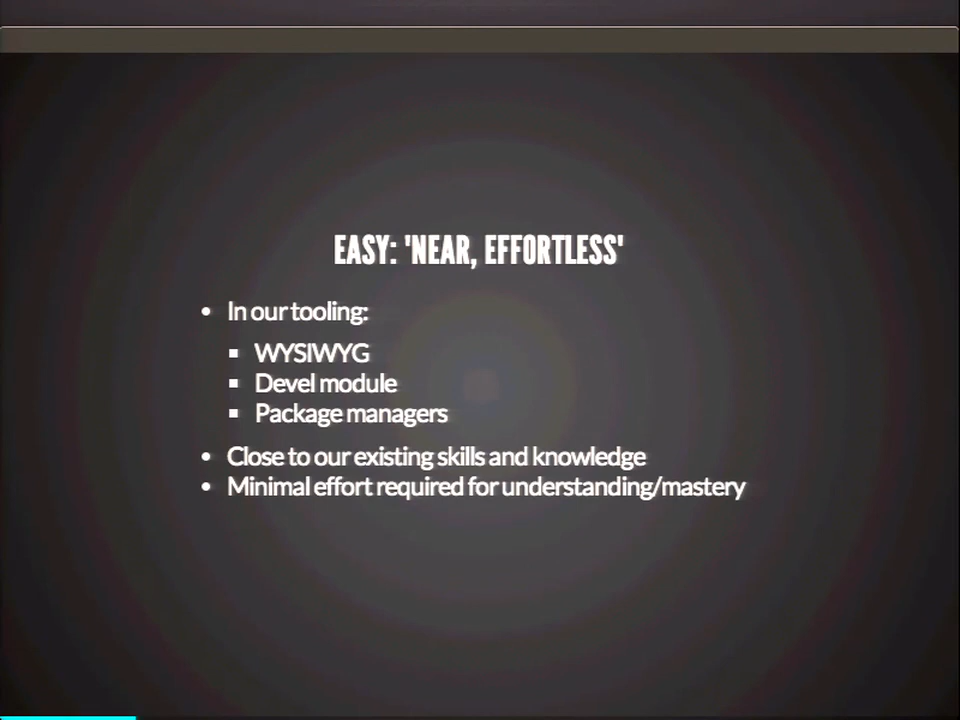 EASY: 'NEAR, EFFORTLESS'
• In our tooling:
▪ WYSIWYG
▪ Devel module
▪ Package managers
• Close to our existing skills and knowledge
• Minimal effort required for understanding/mastery